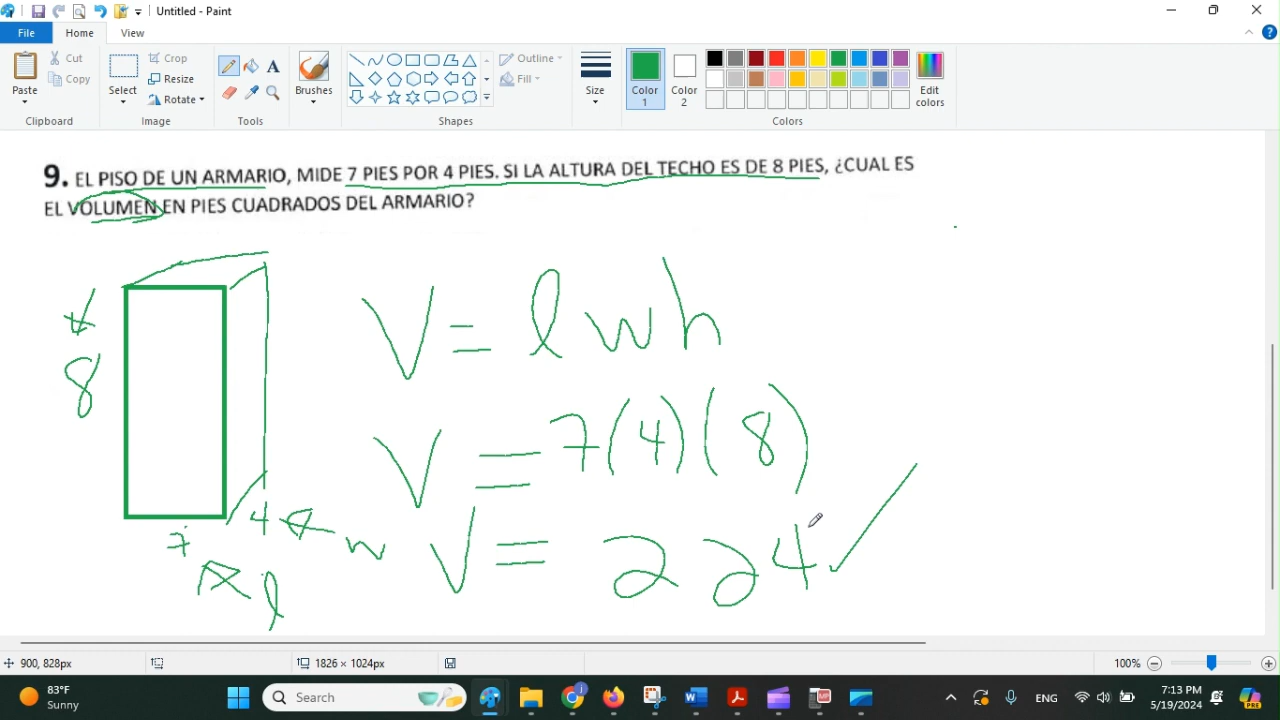 Untitled - Paint
File Home View
Paste
Cut
Copy
Clipboard
Select
Crop
Resize
Rotate
Image
A
Tools
Brushes
Shapes
Outline
Fill
Size
Color 1
Color 2
Edit colors
Colors
9. EL PISO DE UN ARMARIO, MIDE 7 PIES POR 4 PIES. SI LA ALTURA DEL TECHO ES DE 8 PIES, ¿CUAL ES
EL VOLUMEN EN PIES CUADRADOS DEL ARMARIO?
V = l w h
8
V = 7(4)(8)
4
w
7
l
V = 224
900, 828px
1826 × 1024px
100%
83°F
Sunny
Search
ENG
7:13 PM
5/19/2024
PRE